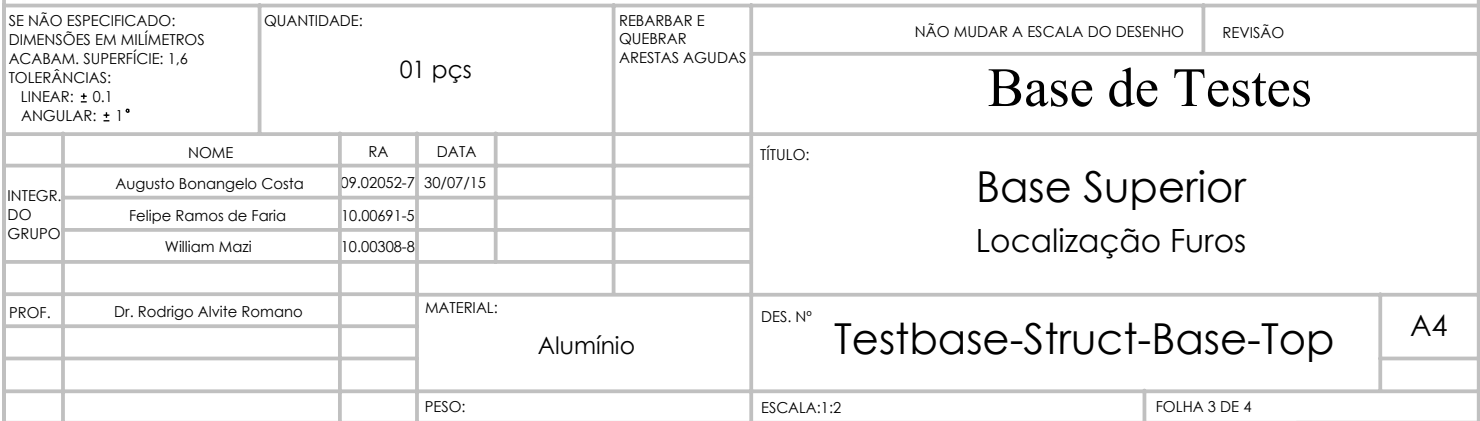 SE NÃO ESPECIFICADO:
DIMENSÕES EM MILÍMETROS
ACABAM. SUPERFÍCIE: 1,6
TOLERÂNCIAS:
LINEAR: ± 0.1
ANGULAR: ± 1°
QUANTIDADE:
01 pçs
REBARBAR E
QUEBRAR
ARESTAS AGUDAS
NÃO MUDAR A ESCALA DO DESENHO
REVISÃO
Base de Testes
NOME RA DATA
INTEGR.
DO
GRUPO
Augusto Bonangelo Costa 09.02052-7 30/07/15
Felipe Ramos de Faria 10.00691-5
William Mazi 10.00308-8
TÍTULO:
Base Superior
Localização Furos
PROF. Dr. Rodrigo Alvite Romano
MATERIAL:
Alumínio
DES. Nº
Testbase-Struct-Base-Top
A4
PESO:
ESCALA:1:2
FOLHA 3 DE 4